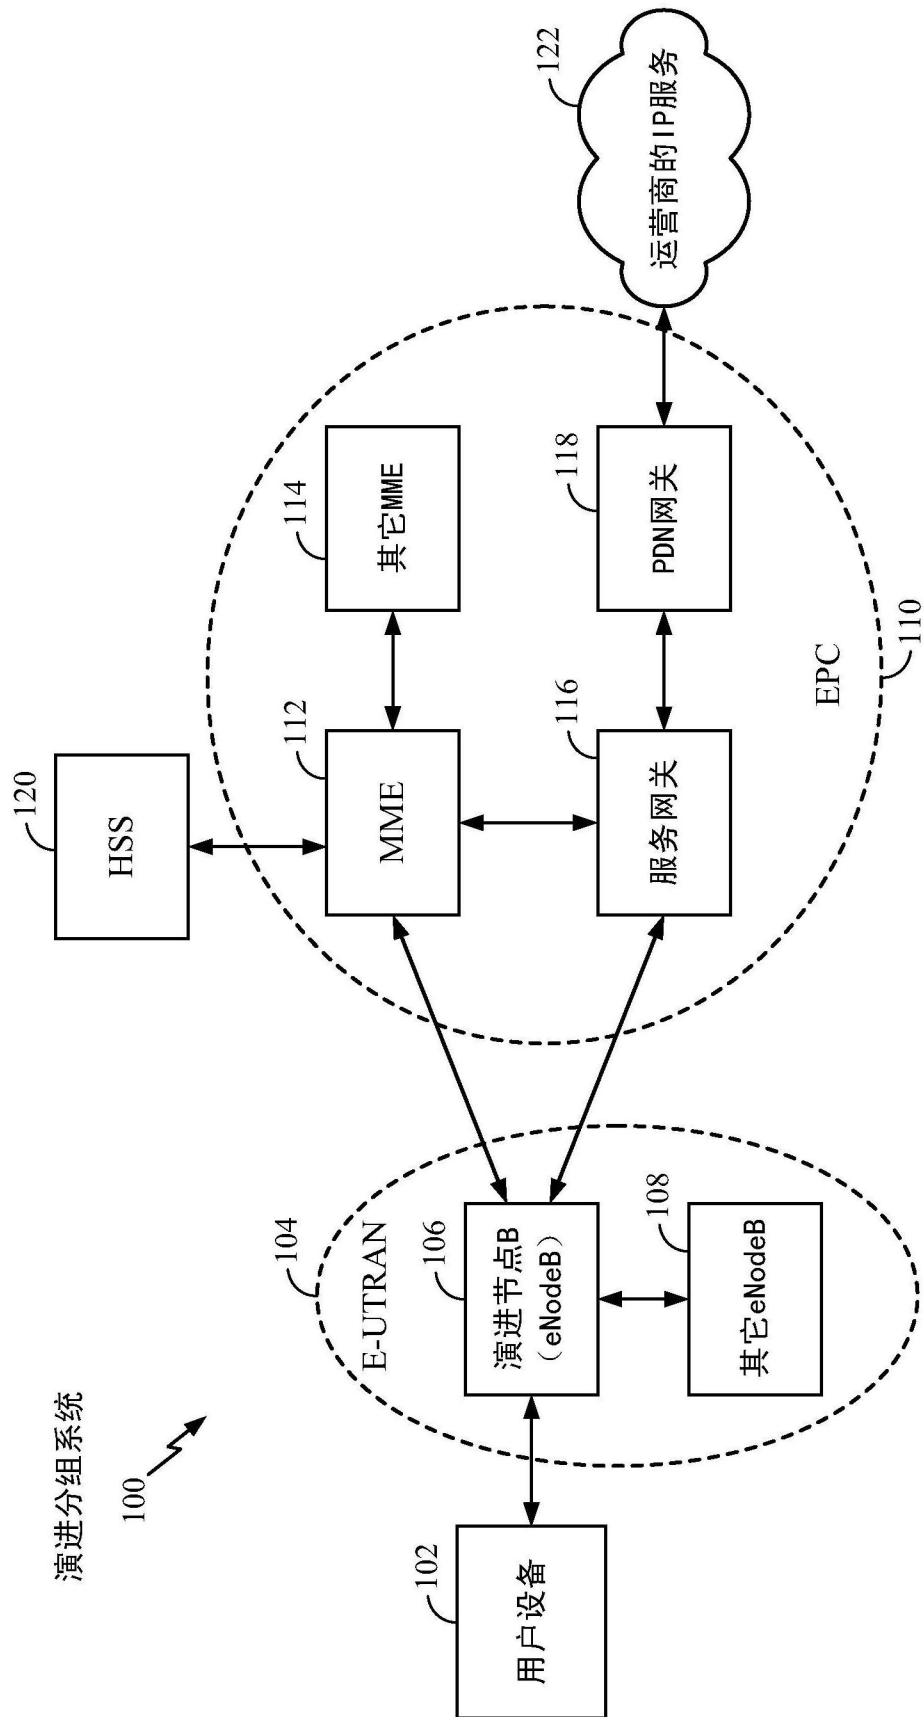 演进分组系统
100
102
用户设备
104
E-UTRAN
106
演进节点B
(eNodeB)
108
其它eNodeB
120
HSS
112
MME
114
其它MME
116
服务网关
118
PDN网关
EPC
110
122
运营商的IP服务